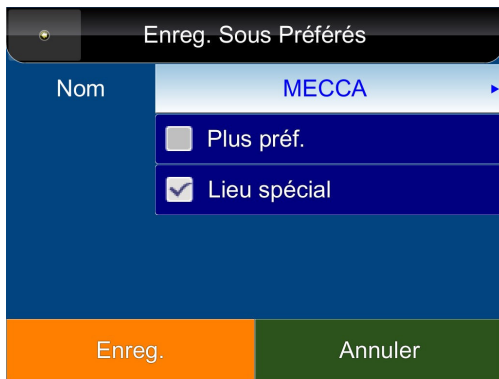 Enreg. Sous Préférés
Nom MECCA
Plus préf.
Lieu spécial
Enreg. Annuler